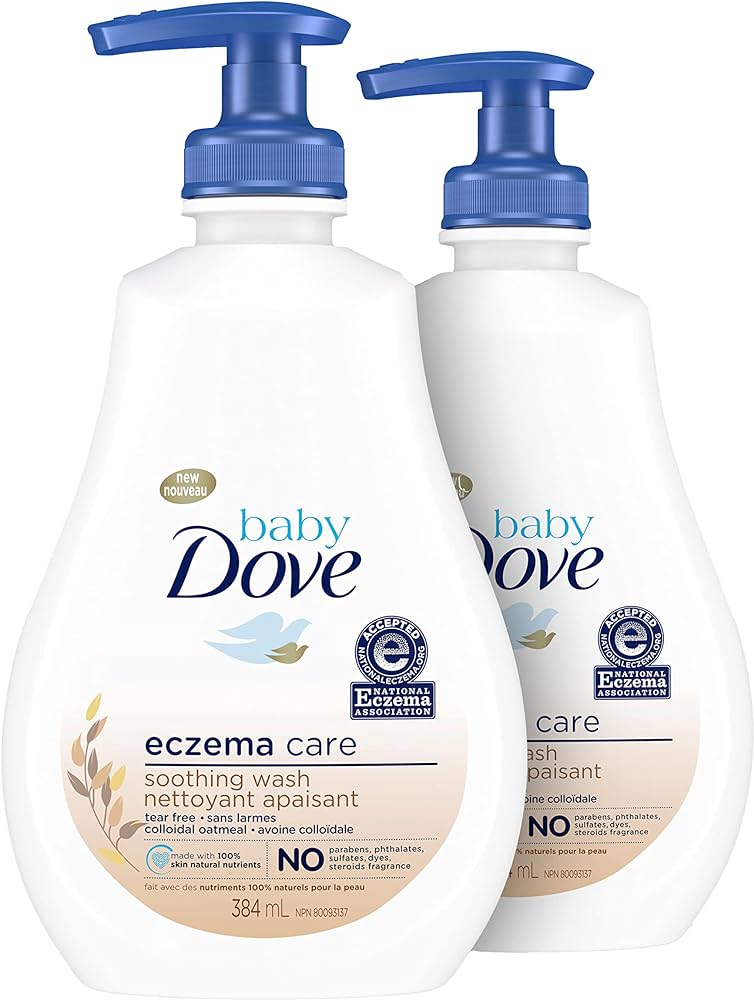 new
nouveau
baby
Dove
ACCEPTED
e
NATIONALECZEMA.ORG
NATIONAL
Eczema
ASSOCIATION
eczema care
soothing wash
nettoyant apaisant
tear free • sans larmes
colloidal oatmeal • avoine colloïdale
made with 100%
skin natural nutrients
NO
parabens, phthalates,
sulfates, dyes,
steroids fragrance
fait avec des nutriments 100% naturels pour la peau
384 mL
NPN 80093137
baby
Dove
ACCEPTED
e
NATIONALECZEMA.ORG
NATIONAL
Eczema
ASSOCIATION
care
ash
apaisant
avoine colloïdale
NO
parabens, phthalates,
sulfates, dyes,
steroids fragrance
% naturels pour la peau
4 mL
NPN 80093137